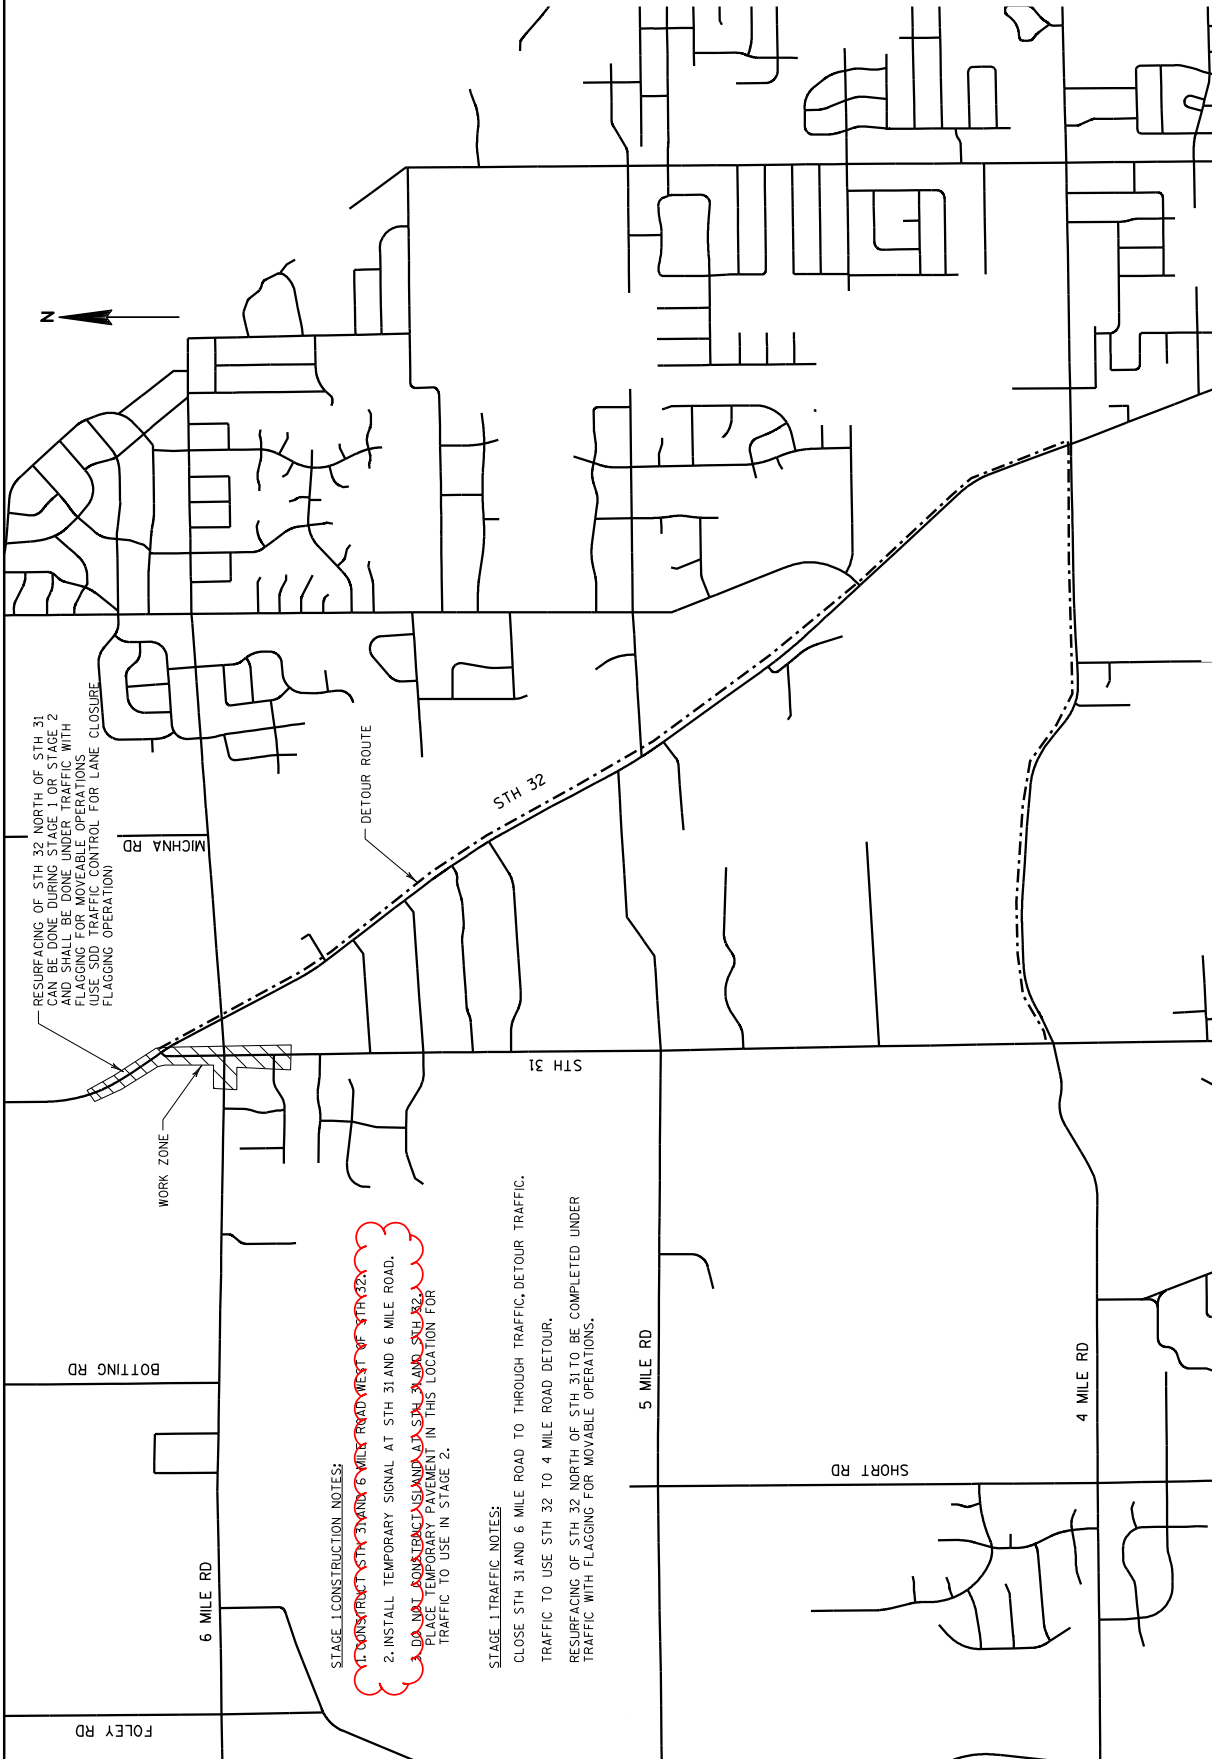 RESURFACING OF STH 32 NORTH OF STH 31
CAN BE DONE DURING STAGE 1 OR STAGE 2
AND SHALL BE DONE UNDER TRAFFIC WITH
FLAGGING FOR MOVEABLE OPERATIONS
(USE SDD TRAFFIC CONTROL FOR LANE CLOSURE
FLAGGING OPERATION)
N
MICHNA RD
DETOUR ROUTE
STH 32
STH 31
WORK ZONE
BOTTING RD
6 MILE RD
FOLEY RD
5 MILE RD
4 MILE RD
SHORT RD
STAGE 1 CONSTRUCTION NOTES:
1. CONSTRUCT STH 31 AND 6 MILE ROAD WEST OF STH 32.
2. INSTALL TEMPORARY SIGNAL AT STH 31 AND 6 MILE ROAD.
3. DO NOT CONSTRUCT ISLAND AT STH 31 AND STH 32.
PLACE TEMPORARY PAVEMENT IN THIS LOCATION FOR
TRAFFIC TO USE IN STAGE 2.
STAGE 1 TRAFFIC NOTES:
CLOSE STH 31 AND 6 MILE ROAD TO THROUGH TRAFFIC, DETOUR TRAFFIC.
TRAFFIC TO USE STH 32 TO 4 MILE ROAD DETOUR.
RESURFACING OF STH 32 NORTH OF STH 31 TO BE COMPLETED UNDER
TRAFFIC WITH FLAGGING FOR MOVABLE OPERATIONS.